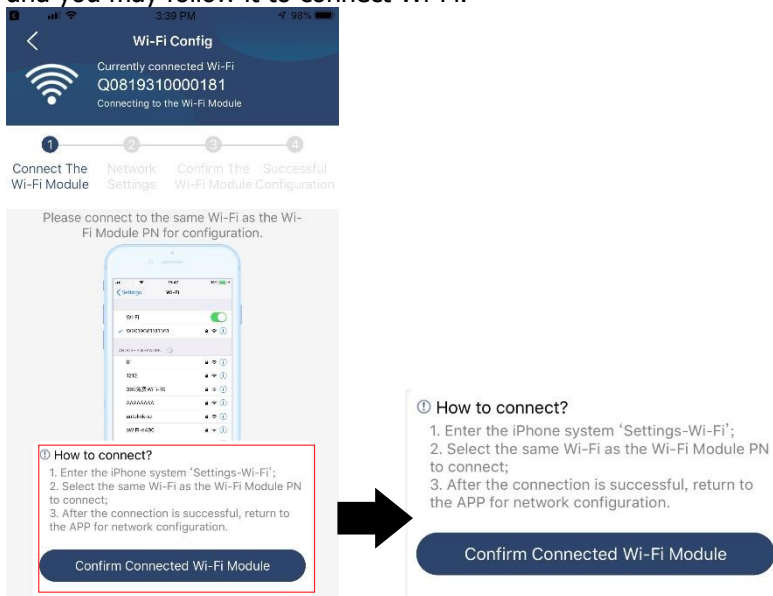 and you may follow it to connect Wi-Fi.
3:39 PM
98%
Wi-Fi Config
Currently connected Wi-Fi
Q0819310000181
Connecting to the Wi-Fi Module
1
2
3
4
Connect The
Wi-Fi Module
Network
Settings
Confirm The
Wi-Fi Module
Successful
Configuration
Please connect to the same Wi-Fi as the Wi-
Fi Module PN for configuration.
Settings
Wi-Fi
Wi-Fi
1212
How to connect?
1. Enter the iPhone system ‘Settings-Wi-Fi’;
2. Select the same Wi-Fi as the Wi-Fi Module PN
to connect;
3. After the connection is successful, return to
the APP for network configuration.
Confirm Connected Wi-Fi Module
How to connect?
1. Enter the iPhone system ‘Settings-Wi-Fi’;
2. Select the same Wi-Fi as the Wi-Fi Module PN
to connect;
3. After the connection is successful, return to
the APP for network configuration.
Confirm Connected Wi-Fi Module